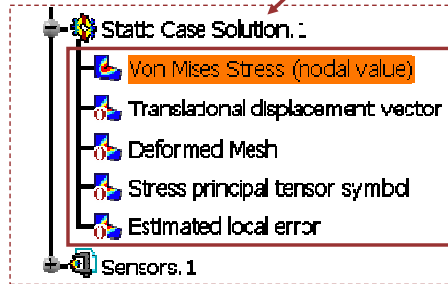 Static Case Solution.1
Von Mises Stress (nodal value)
Translational displacement vector
Deformed Mesh
Stress principal tensor symbol
Estimated local error
Sensors.1